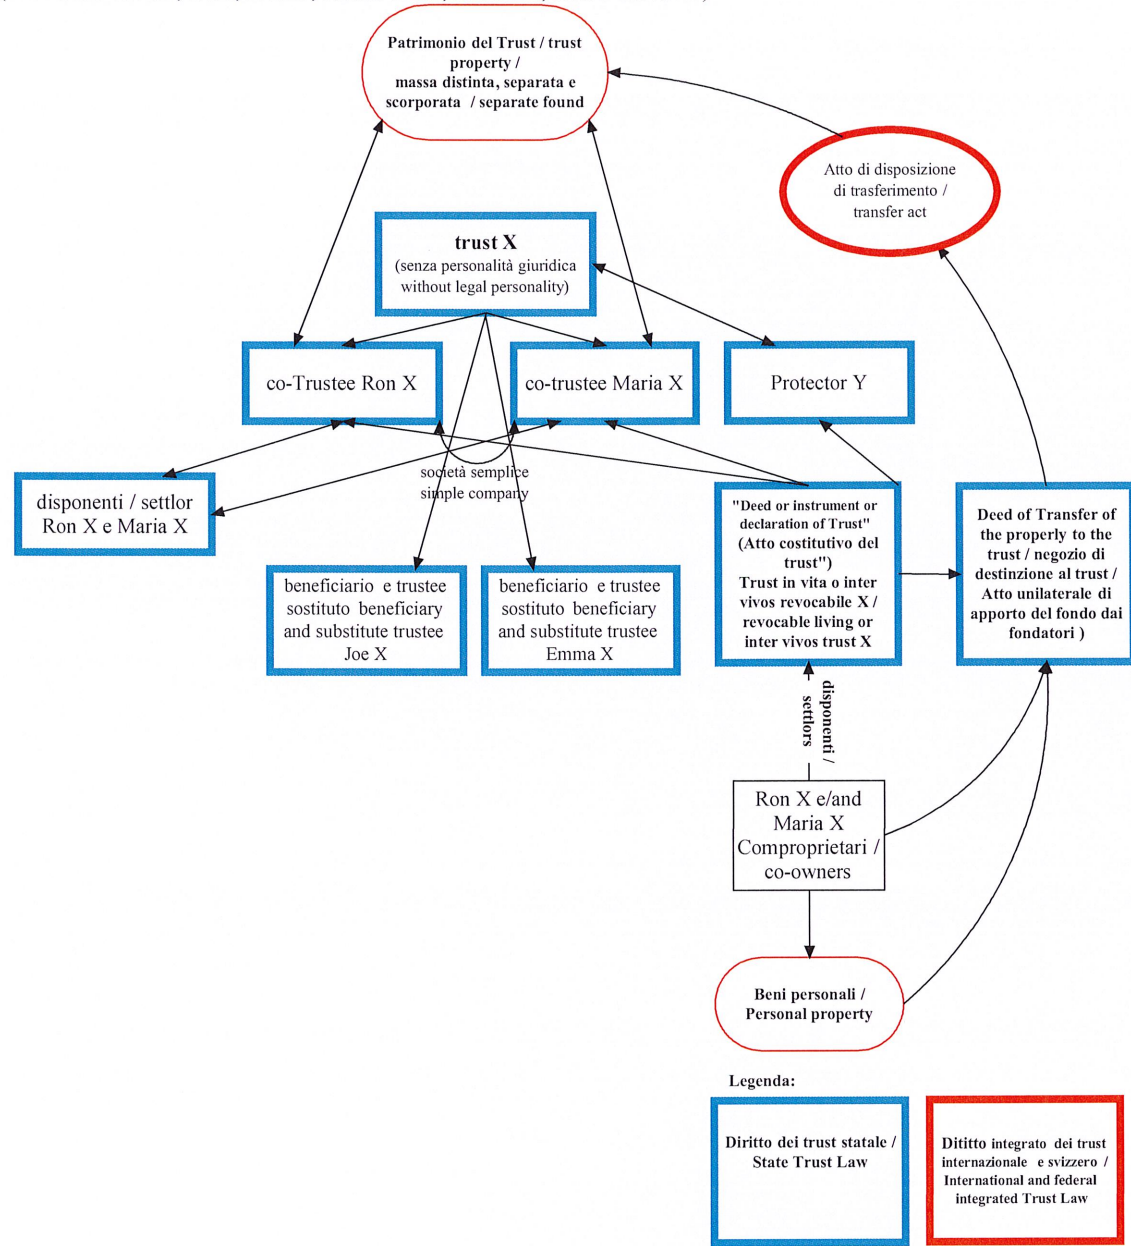 Patrimonio del Trust / trust
property /
massa distinta, separata e
scorporata / separate found
Atto di disposizione
di trasferimento /
transfer act
trust X
(senza personalità giuridica
without legal personality)
co-Trustee Ron X
co-trustee Maria X
Protector Y
società semplice
simple company
disponenti / settlor
Ron X e Maria X
"Deed or instrument or
declaration of Trust"
(Atto costitutivo del
trust")
Trust in vita o inter
vivos revocabile X /
revocable living or
inter vivos trust X
Deed of Transfer of
the properly to the
trust / negozio di
destinzione al trust /
Atto unilaterale di
apporto del fondo dai
fondatori )
beneficiario e trustee
sostituto beneficiary
and substitute trustee
Joe X
beneficiario e trustee
sostituto beneficiary
and substitute trustee
Emma X
disponenti /
settlors
Ron X e/and
Maria X
Comproprietari /
co-owners
Beni personali /
Personal property
Legenda:
Diritto dei trust statale /
State Trust Law
Dititto integrato dei trust
internazionale e svizzero /
International and federal
integrated Trust Law